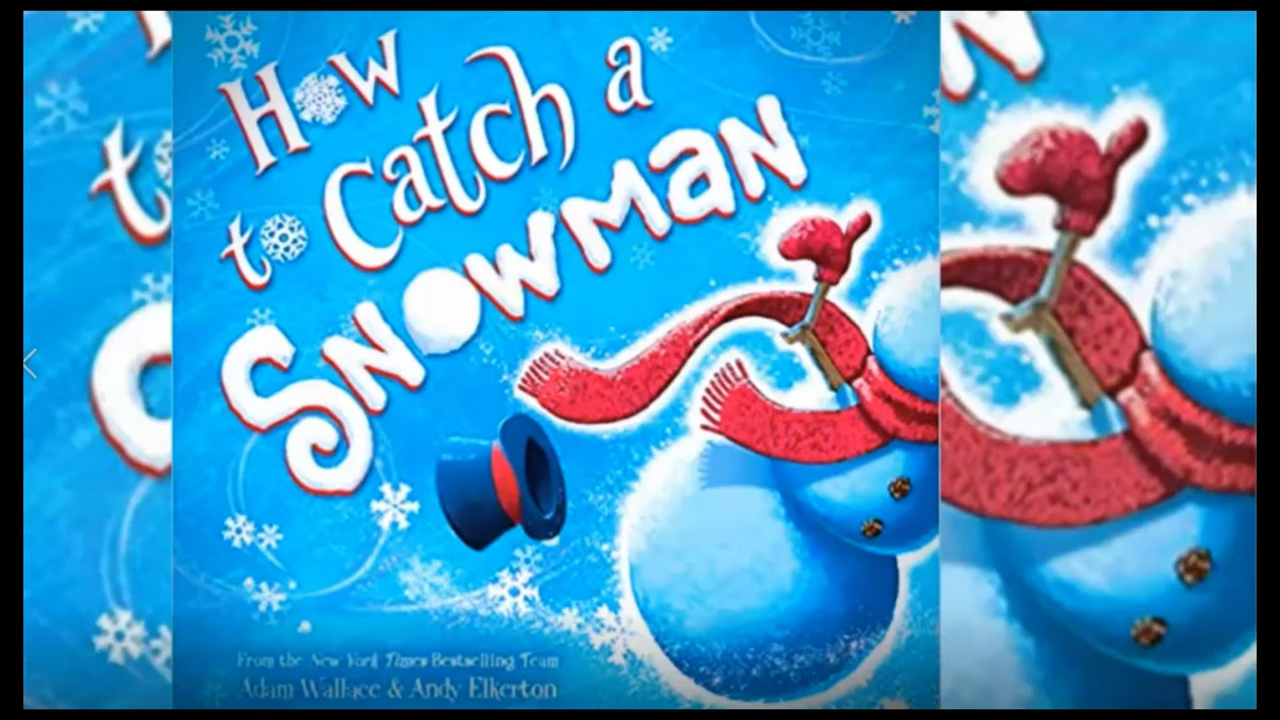 How
to Catch a
SNOWMAN
From the New York Times Bestselling Team
Adam Wallace & Andy Elkerton